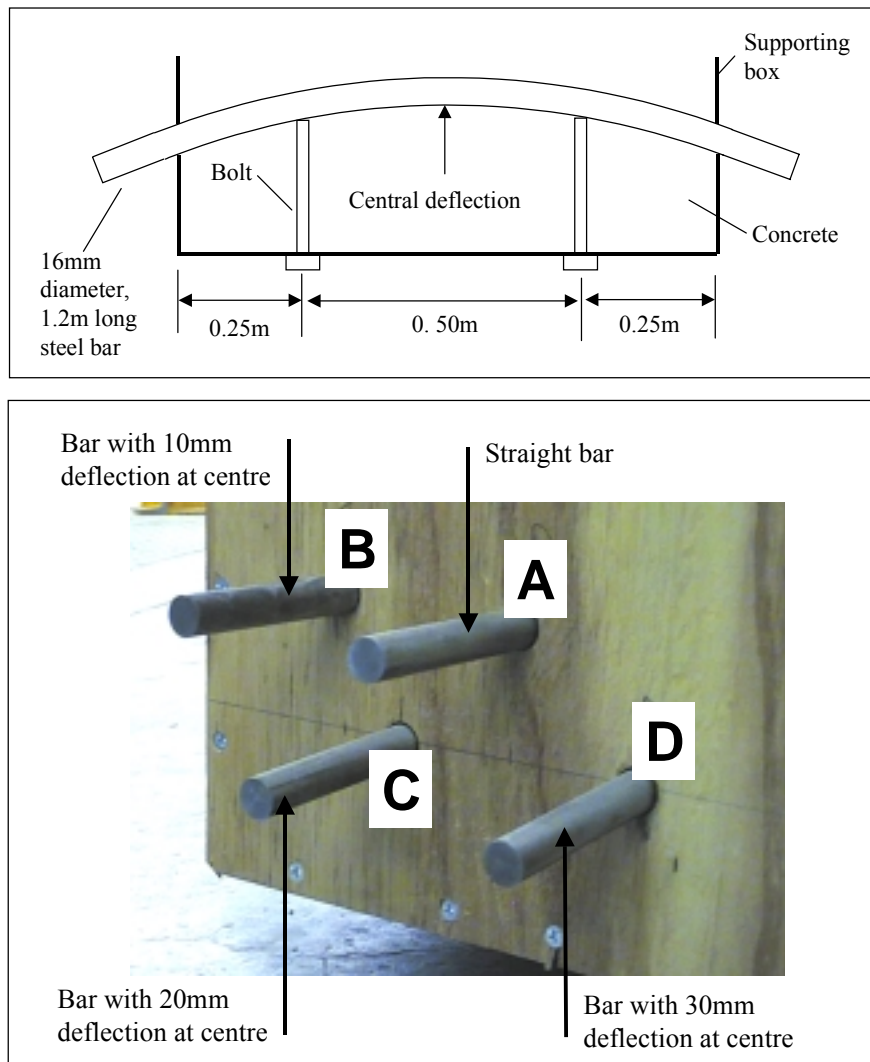 Supporting
box
Bolt
Central deflection
Concrete
16mm
diameter,
1.2m long
steel bar
0.25m
0. 50m
0.25m
Bar with 10mm
deflection at centre
Straight bar
B
A
D
C
Bar with 20mm
deflection at centre
Bar with 30mm
deflection at centre